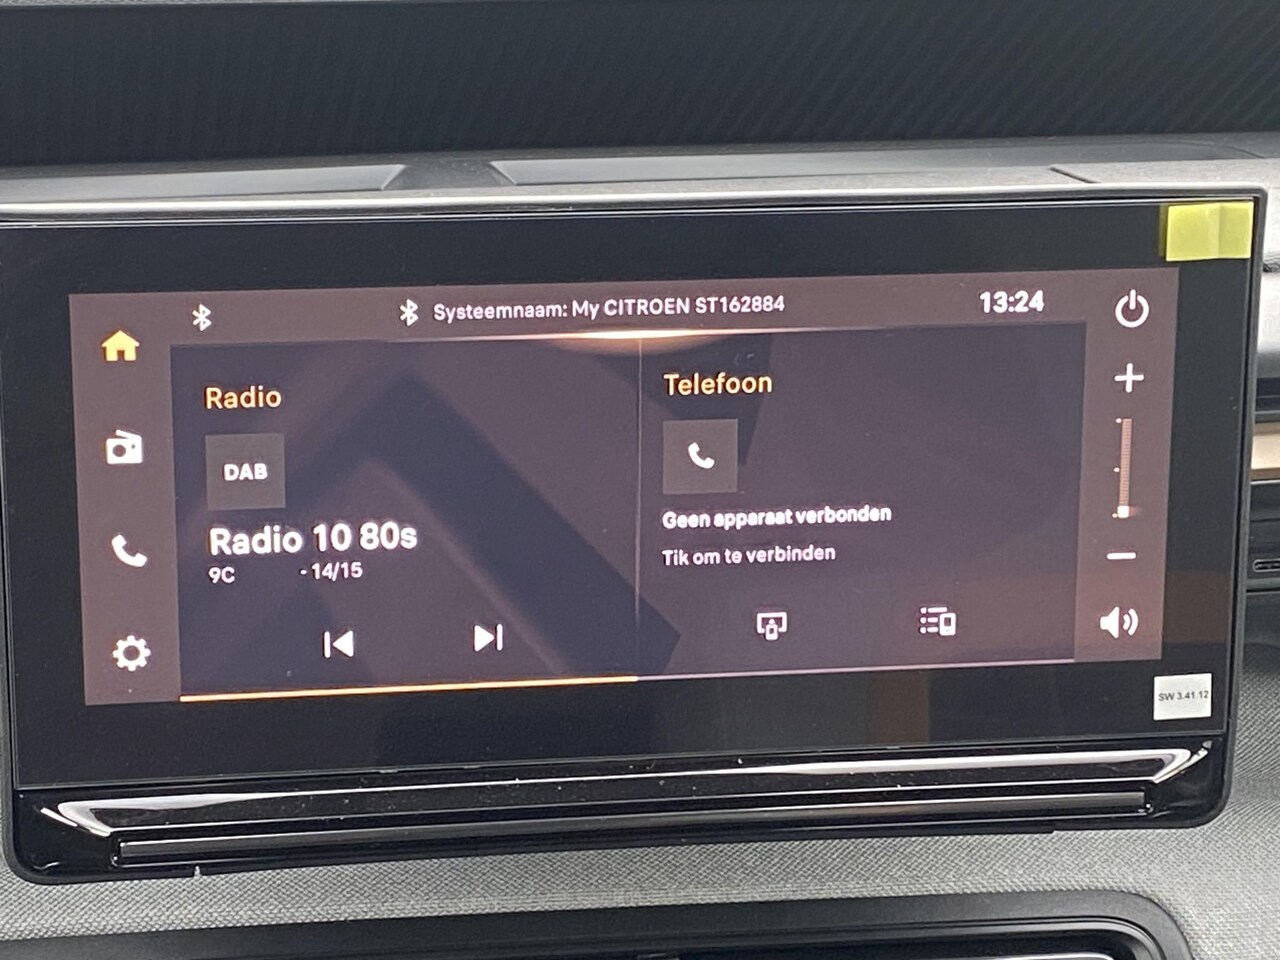 Systeemnaam: My CITROEN ST162884
13:24
Radio
DAB
Radio 10 80s
9C - 14/15
Telefoon
Geen apparaat verbonden
Tik om te verbinden
SW 3.41.12